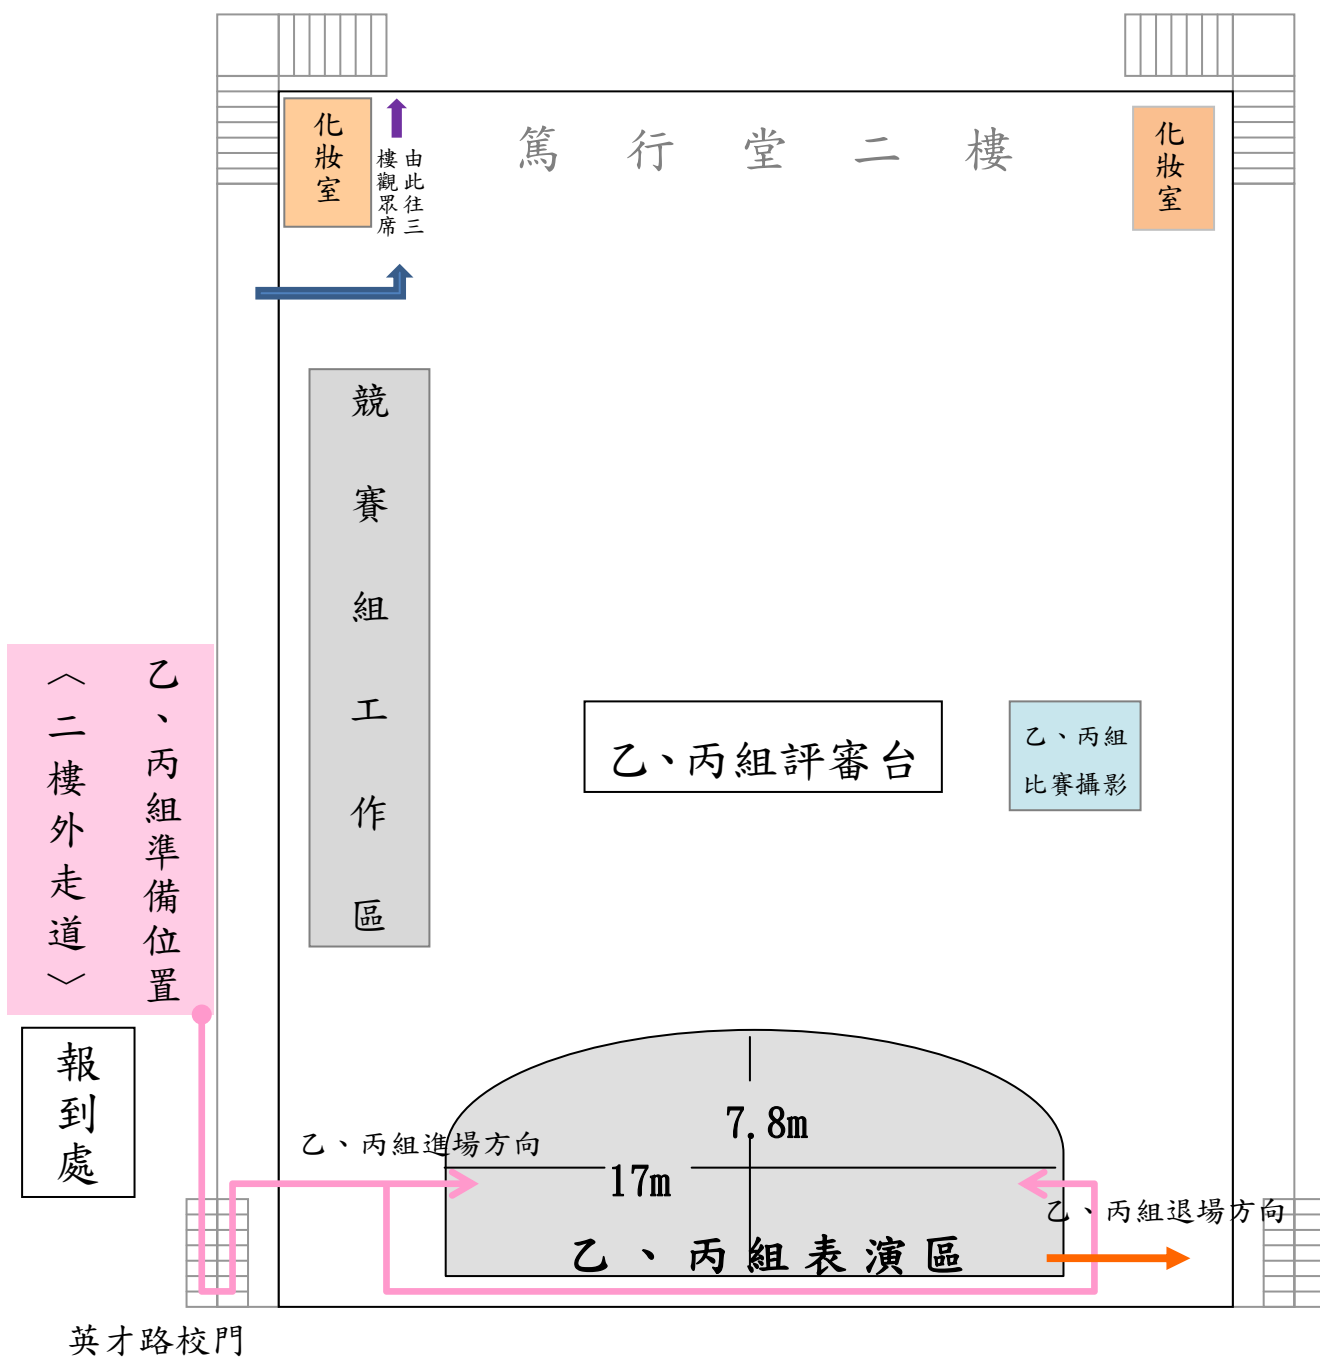 篤行堂二樓
化妝室
由此往三
樓觀眾席
化妝室
競賽組工作區
乙、丙組準備位置
〈二樓外走道〉
乙、丙組評審台
乙、丙組
比賽攝影
報到處
7.8m
乙、丙組進場方向
17m
乙、丙組退場方向
乙、丙組表演區
英才路校門